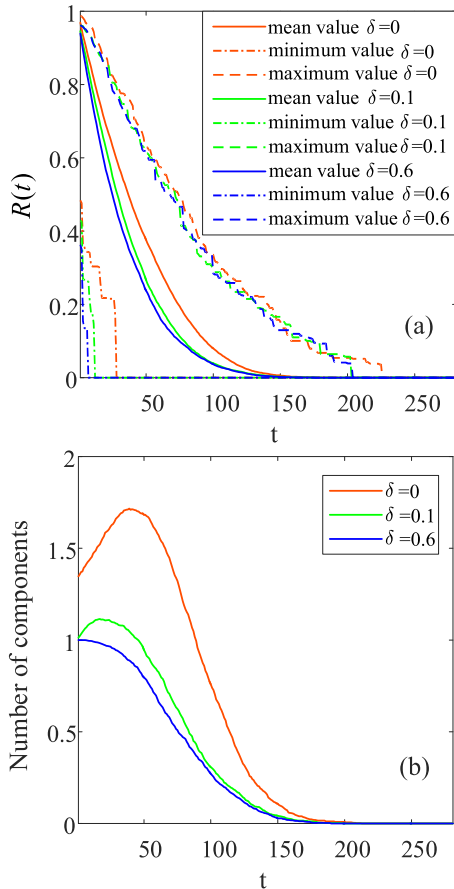 1
0.8
0.6
0.4
0.2
0
R(t)
mean value δ=0
minimum value δ=0
maximum value δ=0
mean value δ=0.1
minimum value δ=0.1
maximum value δ=0.1
mean value δ=0.6
minimum value δ=0.6
maximum value δ=0.6
(a)
50 100 150 200 250
t
2
1.5
1
0.5
0
Number of components
δ=0
δ=0.1
δ=0.6
(b)
50 100 150 200 250
t